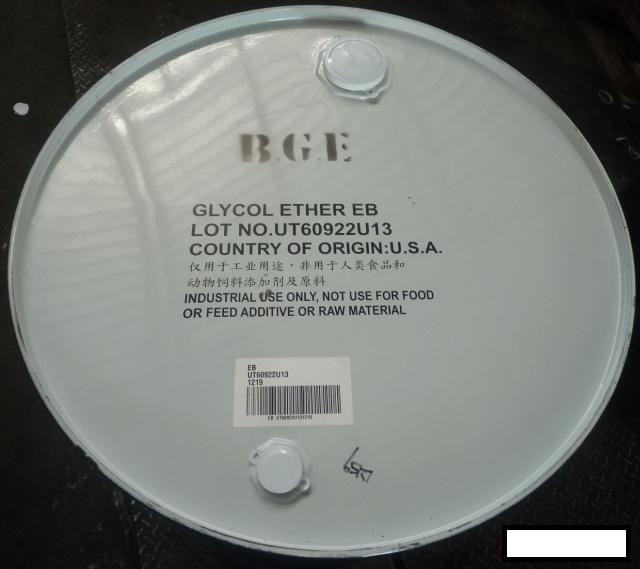 B.G.E
GLYCOL ETHER EB
LOT NO.UT60922U13
COUNTRY OF ORIGIN:U.S.A.
仅用于工业用途，非用于人类食品和
动物饲料添加剂及原料
INDUSTRIAL USE ONLY, NOT USE FOR FOOD
OR FEED ADDITIVE OR RAW MATERIAL
EB
UT60922U13
1219
EB UT60922U131219